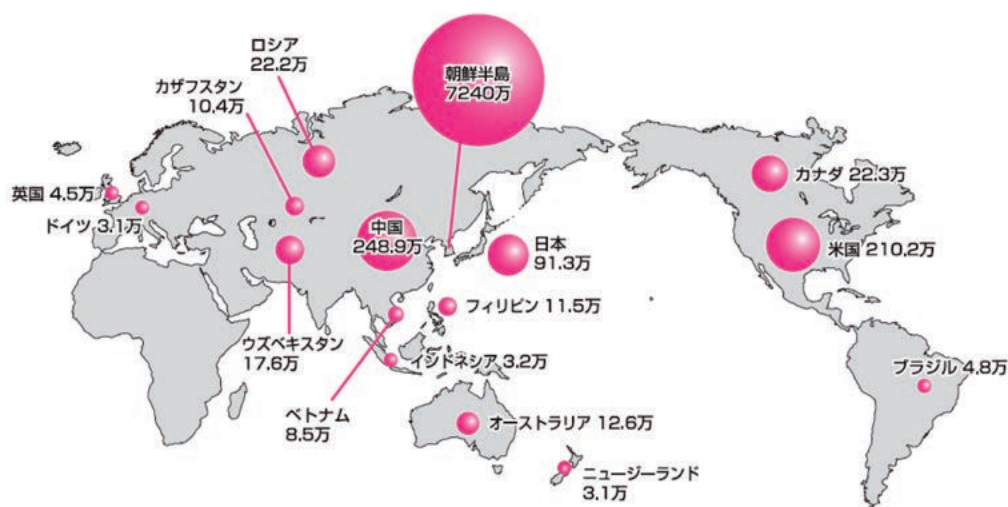 ロシア
22.2万
カザフスタン
10.4万
朝鮮半島
7240万
英国 4.5万
ドイツ 3.1万
中国
248.9万
日本
91.3万
カナダ 22.3万
米国 210.2万
フィリピン 11.5万
ウズベキスタン
17.6万
インドネシア 3.2万
ベトナム
8.5万
オーストラリア 12.6万
ニュージーランド
3.1万
ブラジル 4.8万